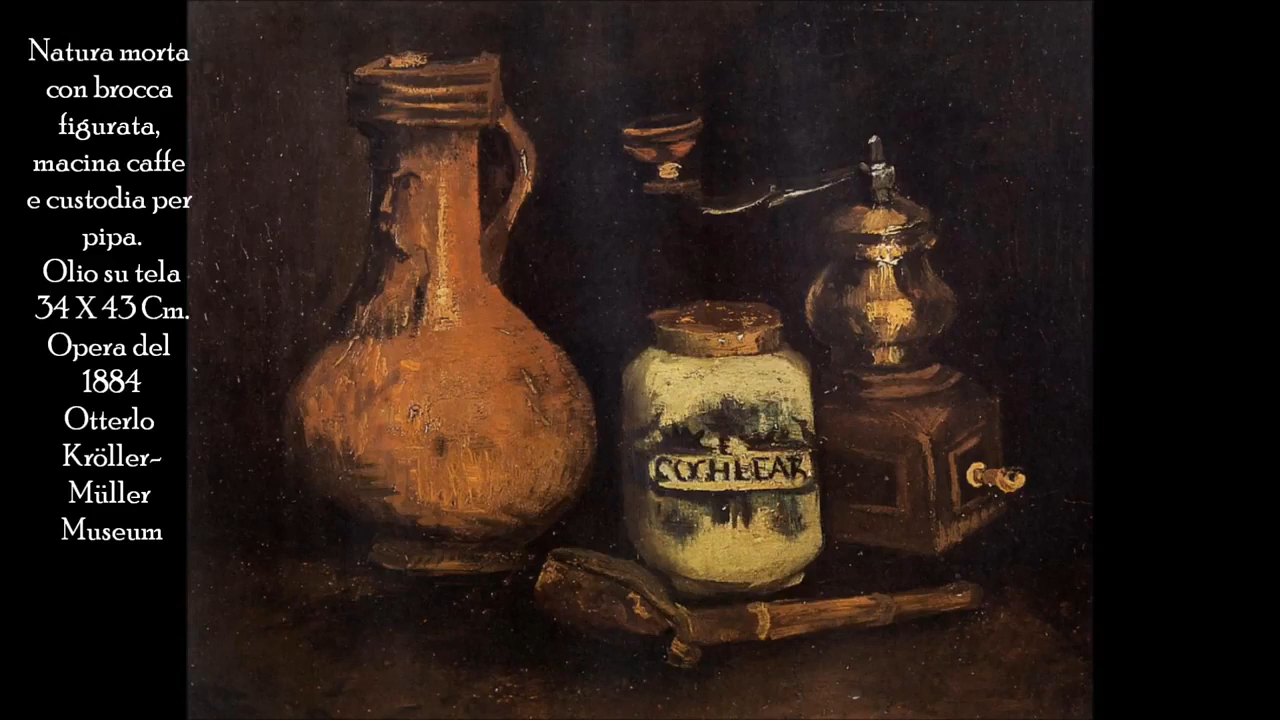 Natura morta
con brocca
figurata,
macina caffe
e custodia per
pipa.
Olio su tela
34 X 43 Cm.
Opera del
1884
Otterlo
Kröller-
Müller
Museum
COCHLEAR